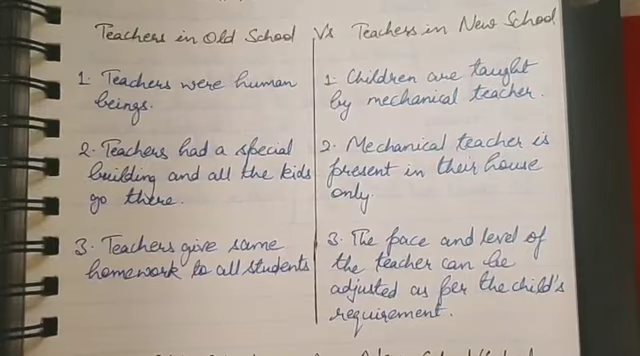 Teachers in Old School Vs Teachers in New School
1. Teachers were human
beings.
2. Teachers had a special
building and all the kids
go there.
3. Teachers give same
homework to all students
1. Children are taught
by mechanical teacher.
2. Mechanical teacher is
present in their house
only.
3. The pace and level of
the teacher can be
adjusted as per the child's
requirement.